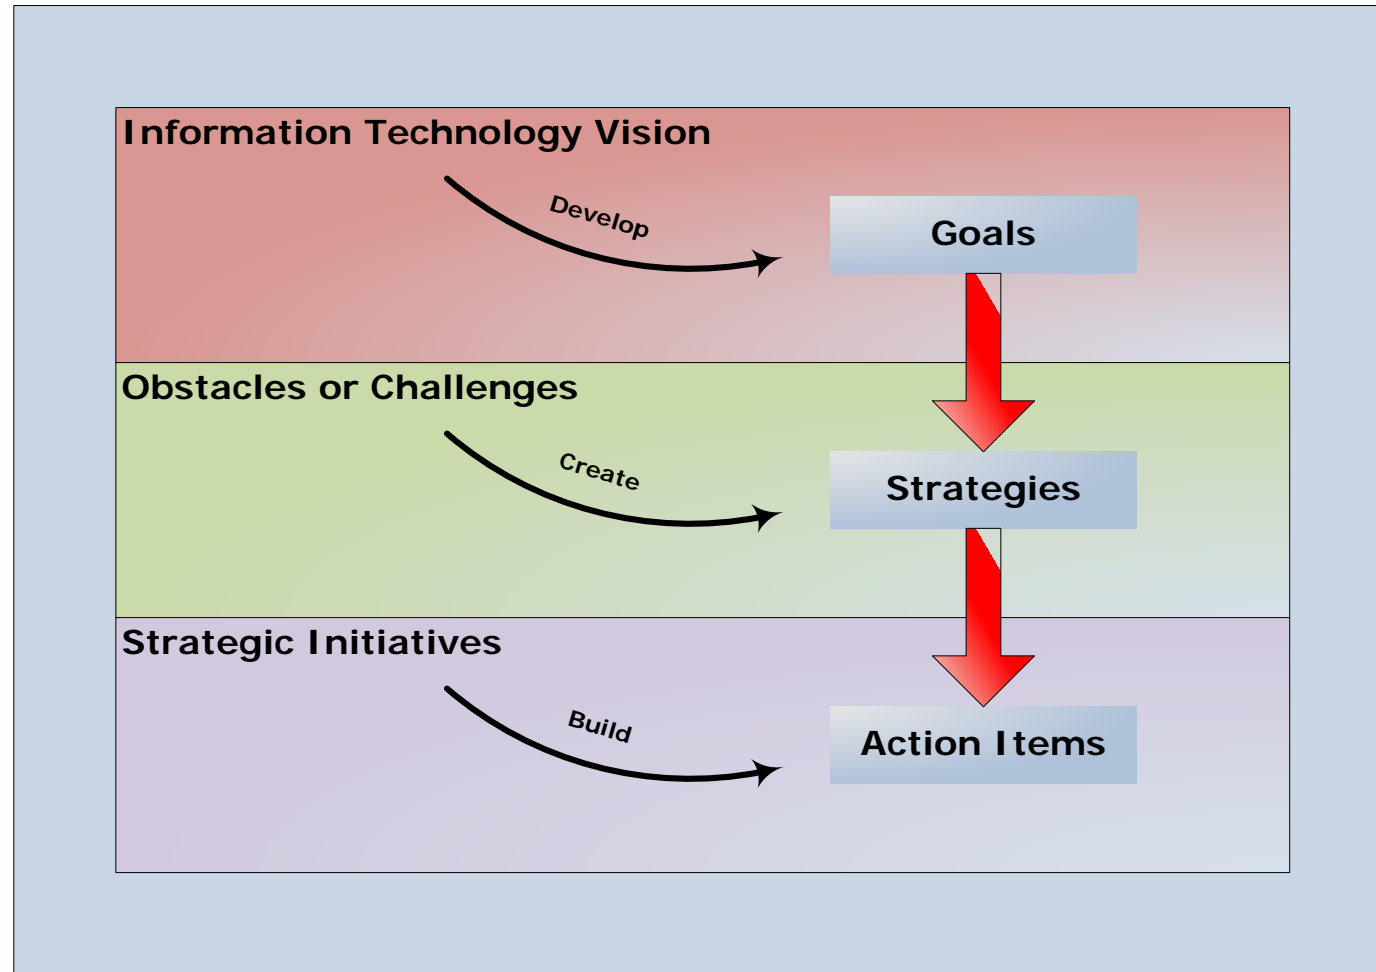 Information Technology Vision
Develop
Goals
Obstacles or Challenges
Create
Strategies
Strategic Initiatives
Build
Action Items